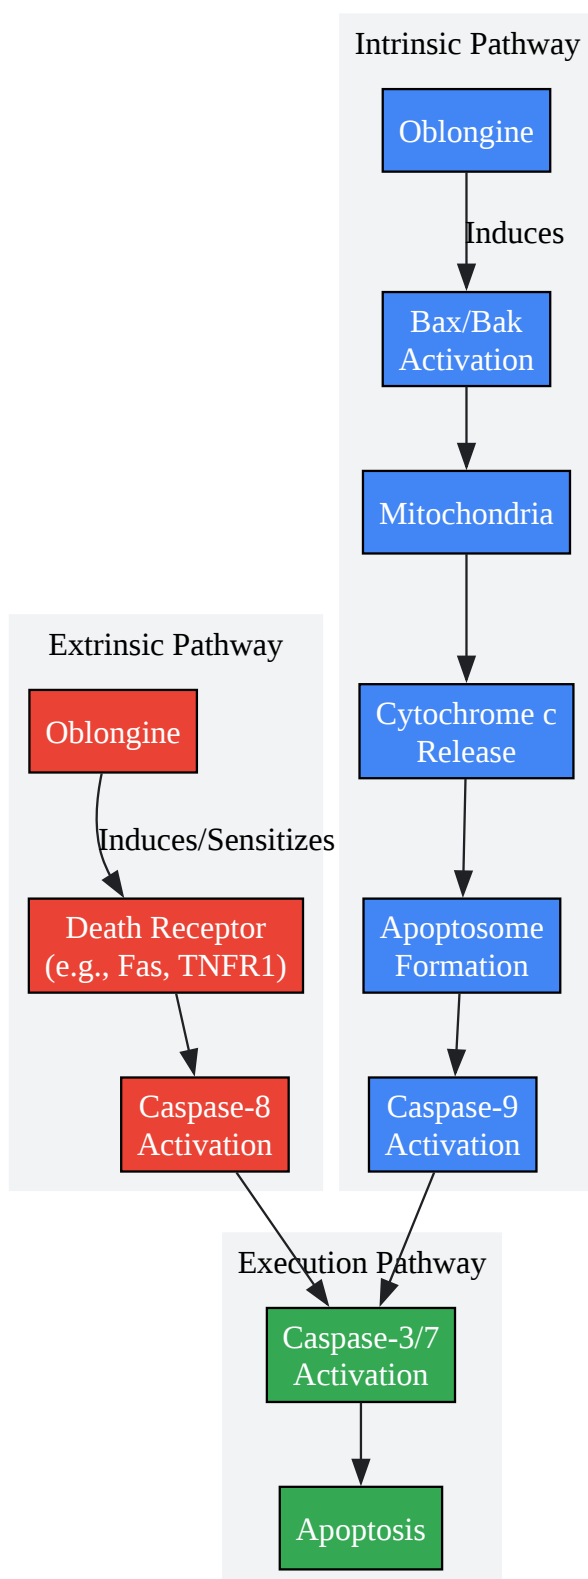 Intrinsic Pathway
Oblongine
Induces
Bax/Bak
Activation
Mitochondria
Cytochrome c
Release
Apoptosome
Formation
Caspase-9
Activation
Extrinsic Pathway
Oblongine
Induces/Sensitizes
Death Receptor
(e.g., Fas, TNFR1)
Caspase-8
Activation
Execution Pathway
Caspase-3/7
Activation
Apoptosis